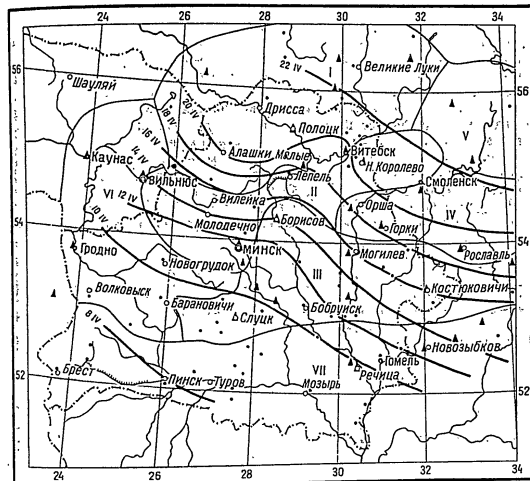 24 26 28 30 32 34
56
22 IV
I
Великие Луки
56
Шауляй
20 IV
18 IV
Дрисса
16 IV
Полоцк
V
14 IV
Алашки малые
Витебск
Каунас
Н. Королево
Вильнюс
Лепель
Смоленск
VI
12 IV
Вилейка
II
Орша
IV
10 IV
Молодечно
Борисов
Горки
54
54
Гродно
Минск
Могилев
Рославль
Новогрудок
III
Костюковичи
Волковыск
Барановичи
Бобруйск
8 IV
Слуцк
Гомель
Новозыбков
52
Брест
VII
Речица
52
Пинск
Туров
Мозырь
24 26 28 30 32 34